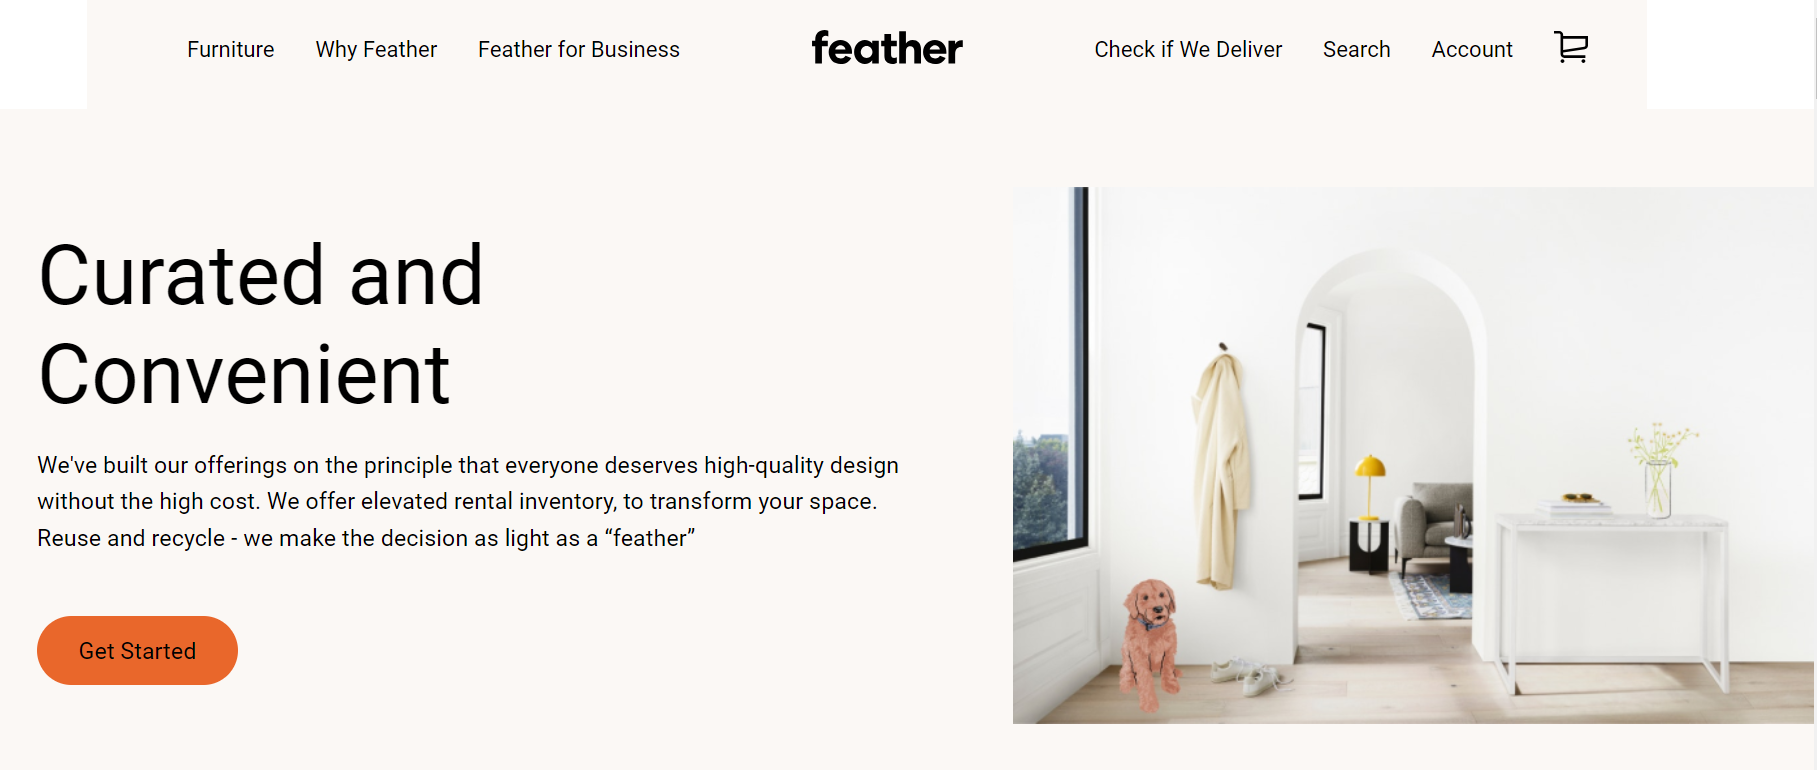 Furniture
Why Feather
Feather for Business
feather
Check if We Deliver
Search
Account
Curated and
Convenient
We've built our offerings on the principle that everyone deserves high-quality design
without the high cost. We offer elevated rental inventory, to transform your space.
Reuse and recycle - we make the decision as light as a “feather”
Get Started